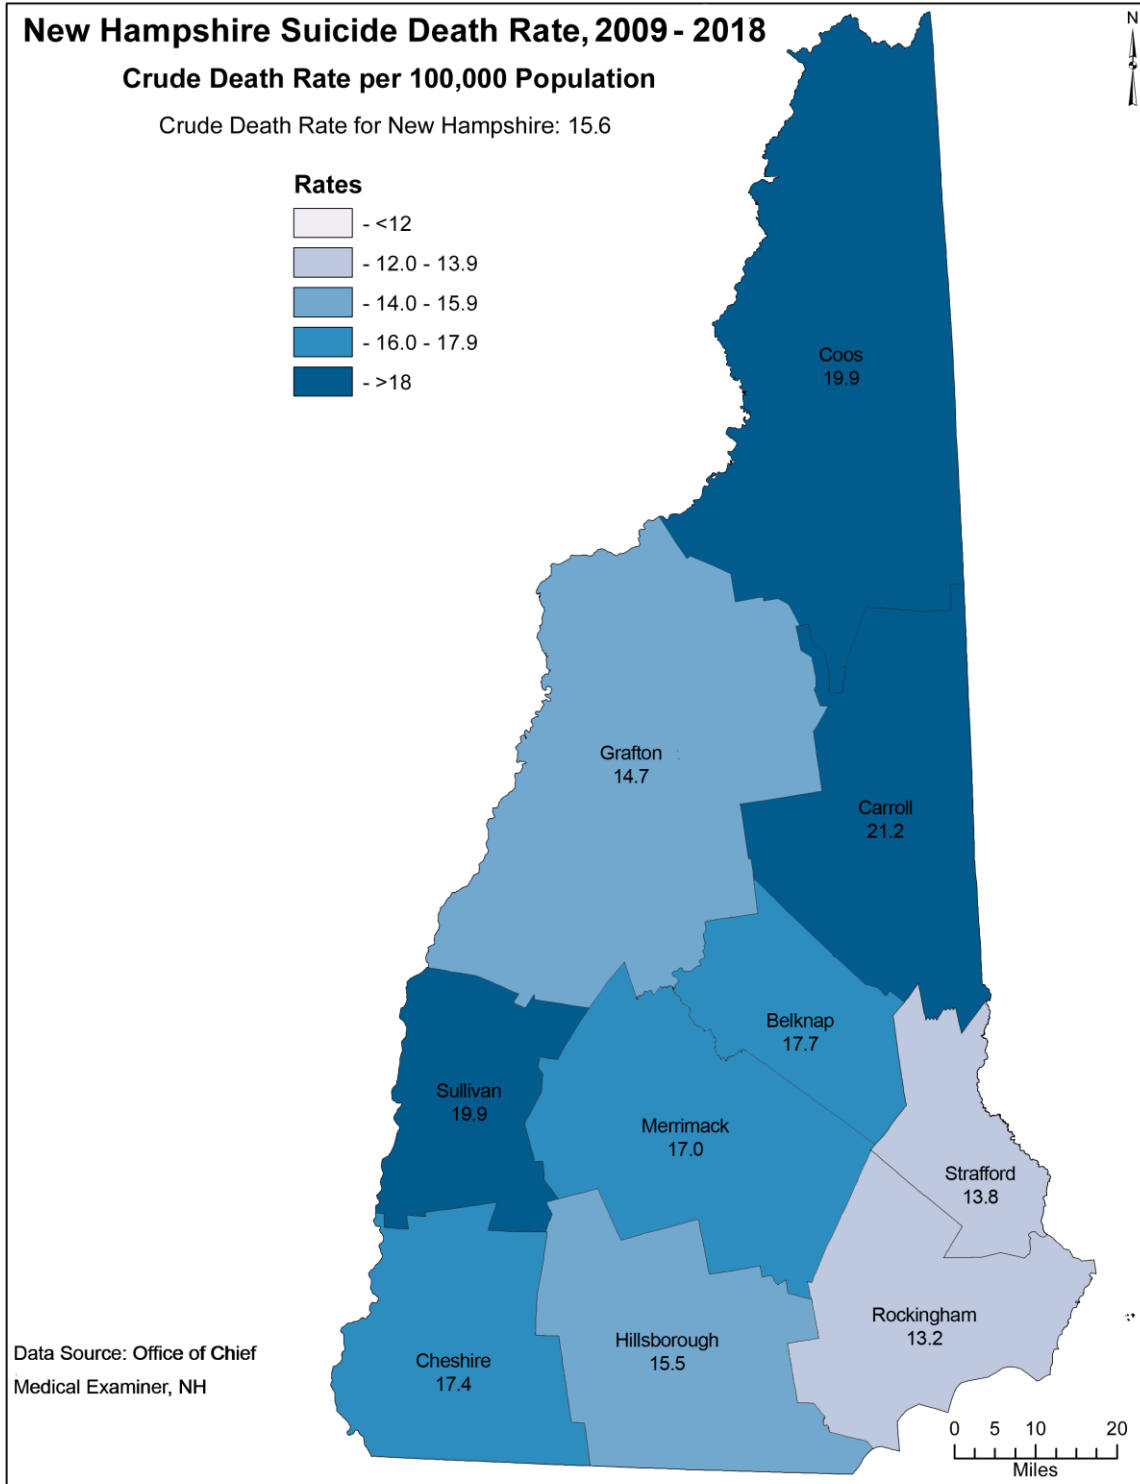 New Hampshire Suicide Death Rate, 2009 - 2018
Crude Death Rate per 100,000 Population
Crude Death Rate for New Hampshire: 15.6
N
Rates
- <12
- 12.0 - 13.9
- 14.0 - 15.9
- 16.0 - 17.9
- >18
Coos
19.9
Grafton
14.7
Carroll
21.2
Belknap
17.7
Sullivan
19.9
Merrimack
17.0
Strafford
13.8
Rockingham
13.2
Hillsborough
15.5
Cheshire
17.4
Data Source: Office of Chief
Medical Examiner, NH
0 5 10 20
Miles